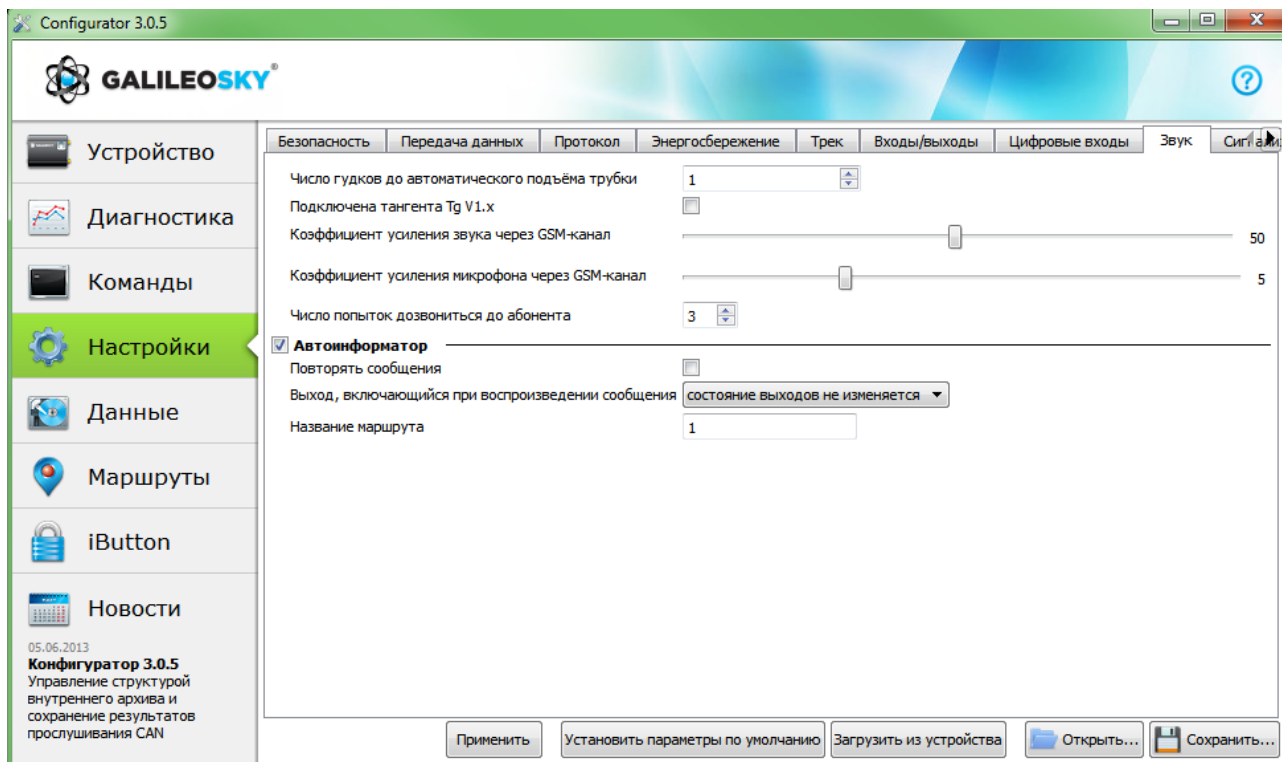 Configurator 3.0.5
GALILEOSKY®
?
Устройство
Диагностика
Команды
Настройки
Данные
Маршруты
iButton
Новости
05.06.2013
Конфигуратор 3.0.5
Управление структурой
внутреннего архива и
сохранение результатов
прослушивания CAN
Безопасность Передача данных Протокол Энергосбережение Трек Входы/выходы Цифровые входы Звук
Число гудков до автоматического подъёма трубки 1
Подключена тангента Tg V1.x
Коэффициент усиления звука через GSM-канал 50
Коэффициент усиления микрофона через GSM-канал 5
Число попыток дозвониться до абонента 3
Автоинформатор
Повторять сообщения
Выход, включающийся при воспроизведении сообщения состояние выходов не изменяется
Название маршрута 1
Применить Установить параметры по умолчанию Загрузить из устройства Открыть... Сохранить...